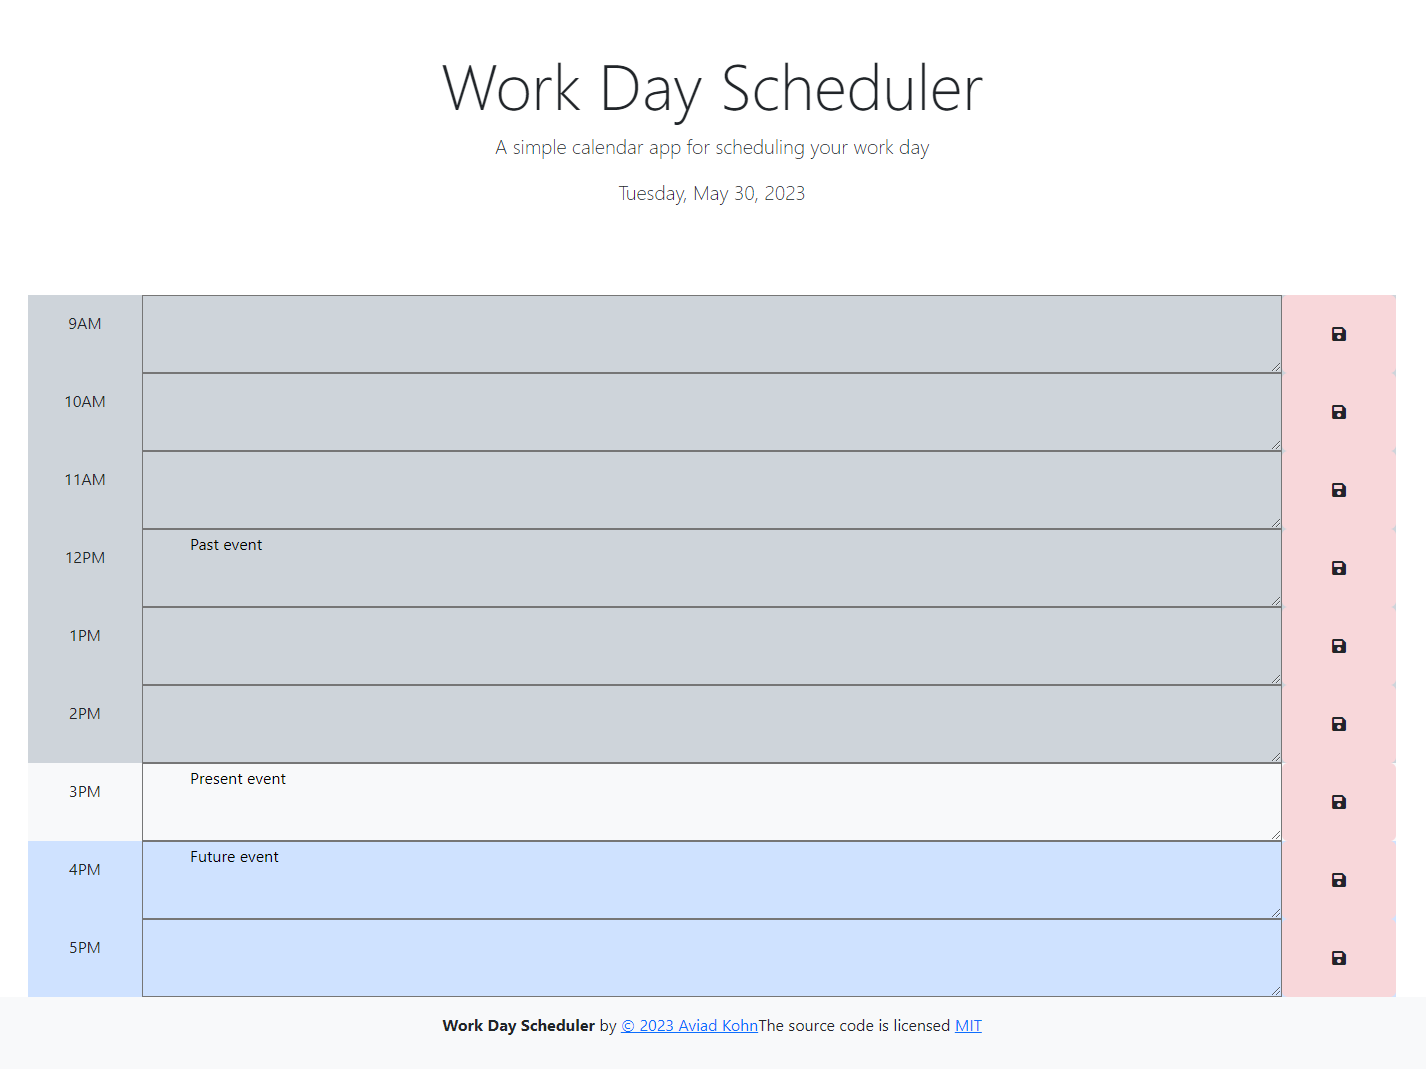 Work Day Scheduler
A simple calendar app for scheduling your work day
Tuesday, May 30, 2023
9AM
10AM
11AM
12PM
Past event
1PM
2PM
3PM
Present event
4PM
Future event
5PM
Work Day Scheduler by © 2023 Aviad KohnThe source code is licensed MIT